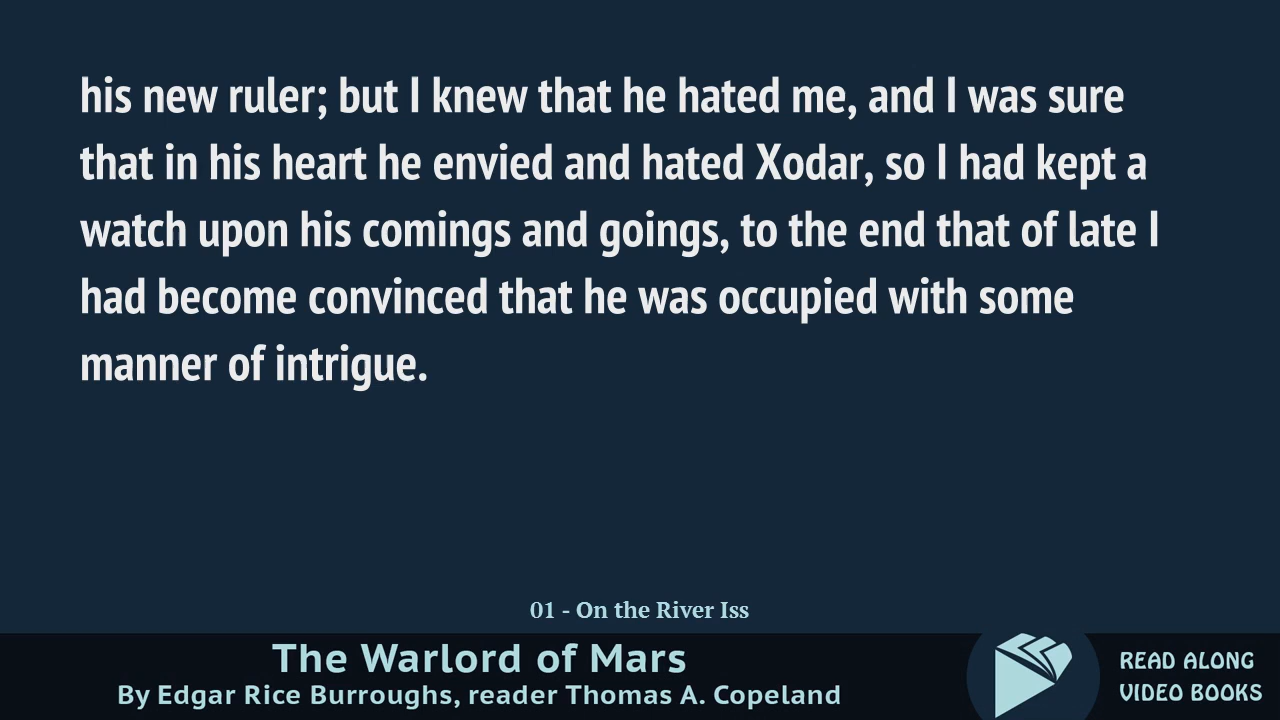 his new ruler; but I knew that he hated me, and I was sure
that in his heart he envied and hated Xodar, so I had kept a
watch upon his comings and goings, to the end that of late I
had become convinced that he was occupied with some
manner of intrigue.
01 - On the River Iss
The Warlord of Mars
By Edgar Rice Burroughs, reader Thomas A. Copeland
READ ALONG
VIDEO BOOKS